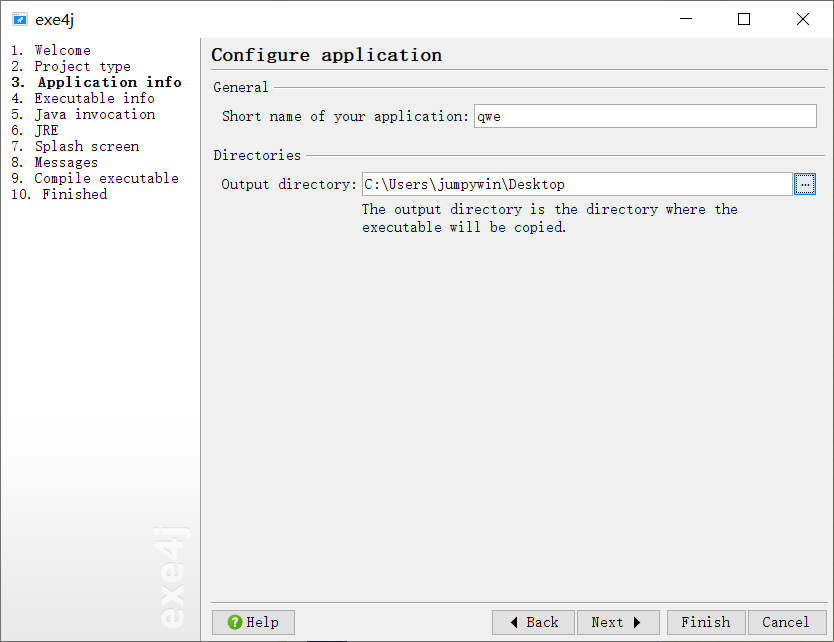 exe4j
1. Welcome
2. Project type
3. Application info
4. Executable info
5. Java invocation
6. JRE
7. Splash screen
8. Messages
9. Compile executable
10. Finished
exe4j
Configure application
General
Short name of your application: qwe
Directories
Output directory: C:\Users\jumpywin\Desktop ...
The output directory is the directory where the
executable will be copied.
Help Back Next Finish Cancel